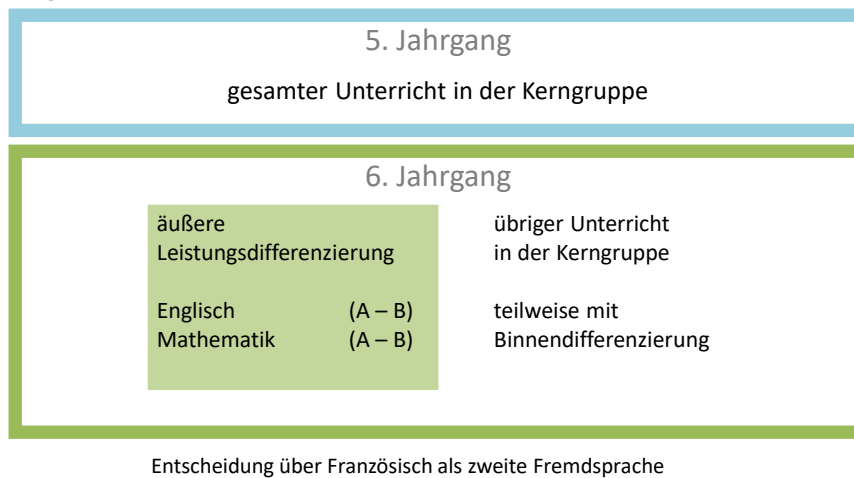 5. Jahrgang
gesamter Unterricht in der Kerngruppe
6. Jahrgang
äußere
Leistungsdifferenzierung
Englisch (A – B)
Mathematik (A – B)
übriger Unterricht
in der Kerngruppe
teilweise mit
Binnendifferenzierung
Entscheidung über Französisch als zweite Fremdsprache